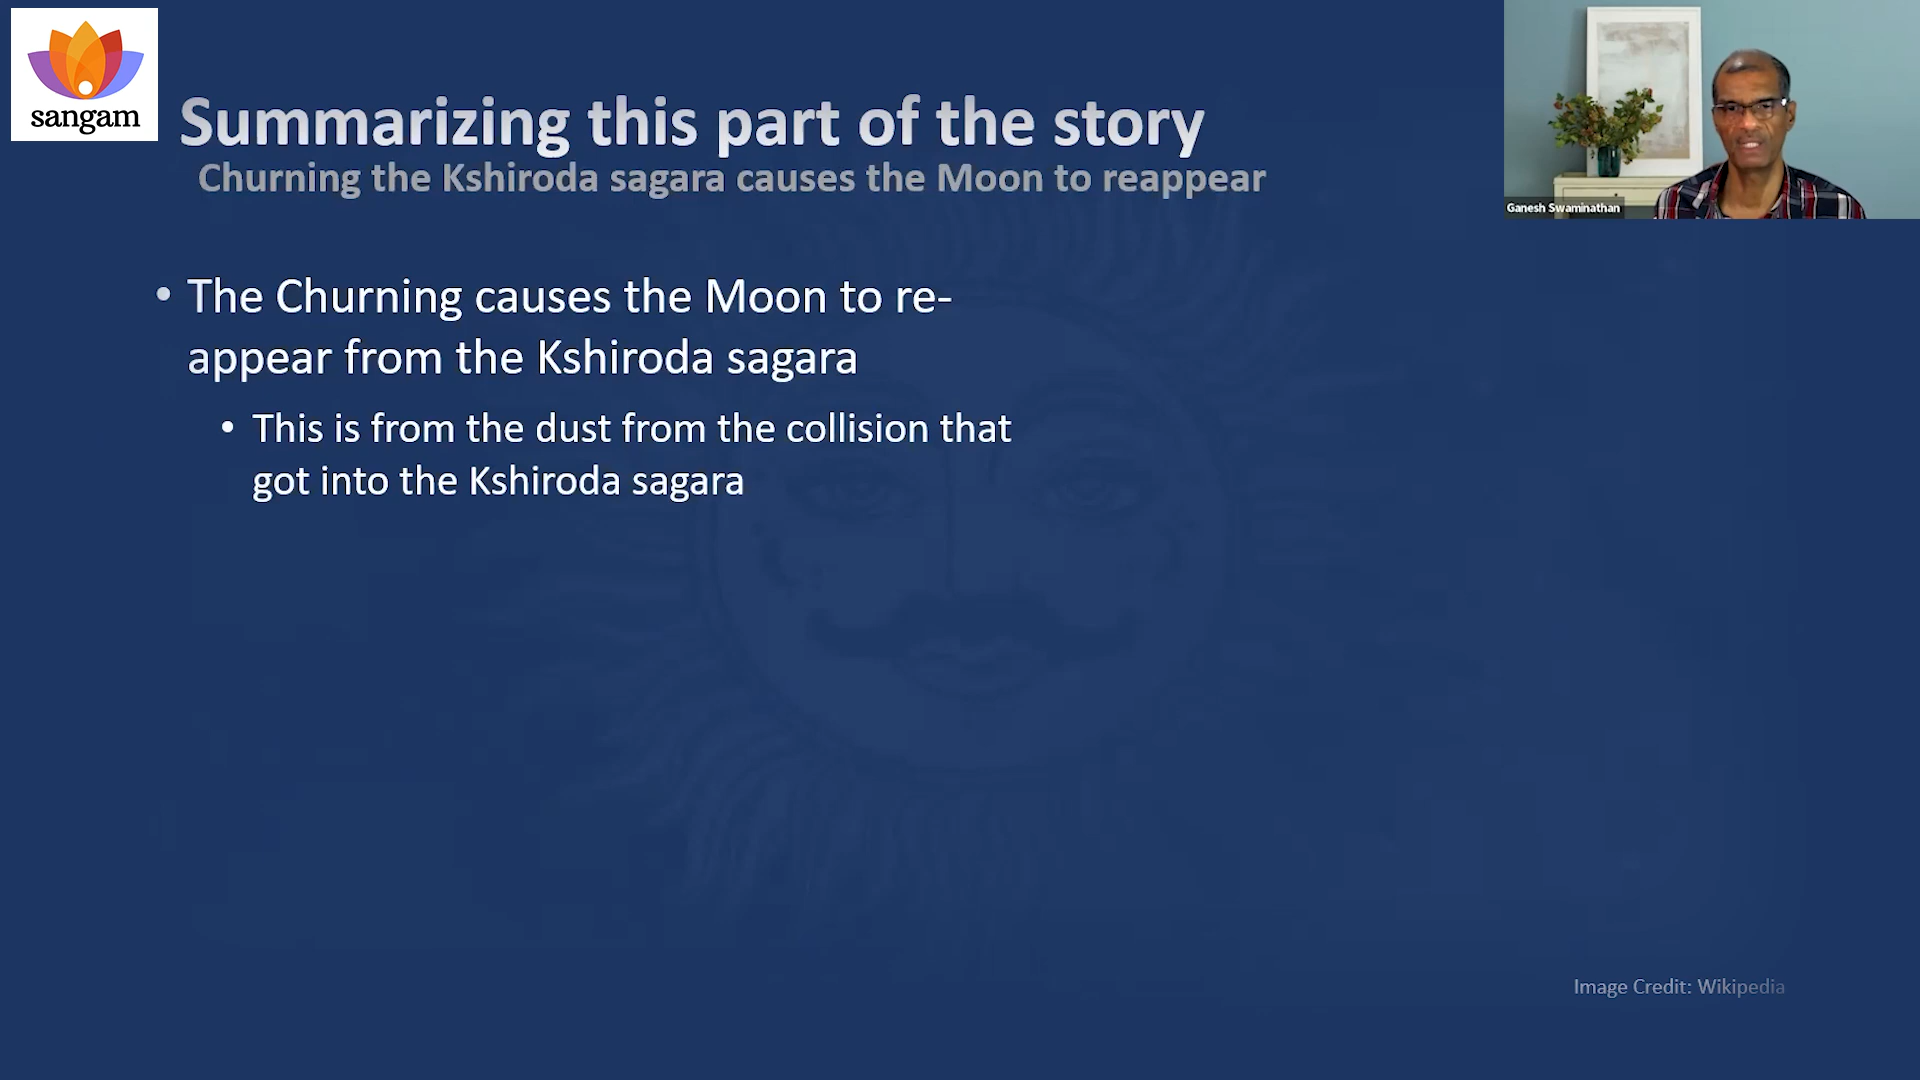 sangam
Summarizing this part of the story
Churning the Kshiroda sagara causes the Moon to reappear
Ganesh Swaminathan
• The Churning causes the Moon to re-
appear from the Kshiroda sagara
• This is from the dust from the collision that
got into the Kshiroda sagara
Image Credit: Wikipedia